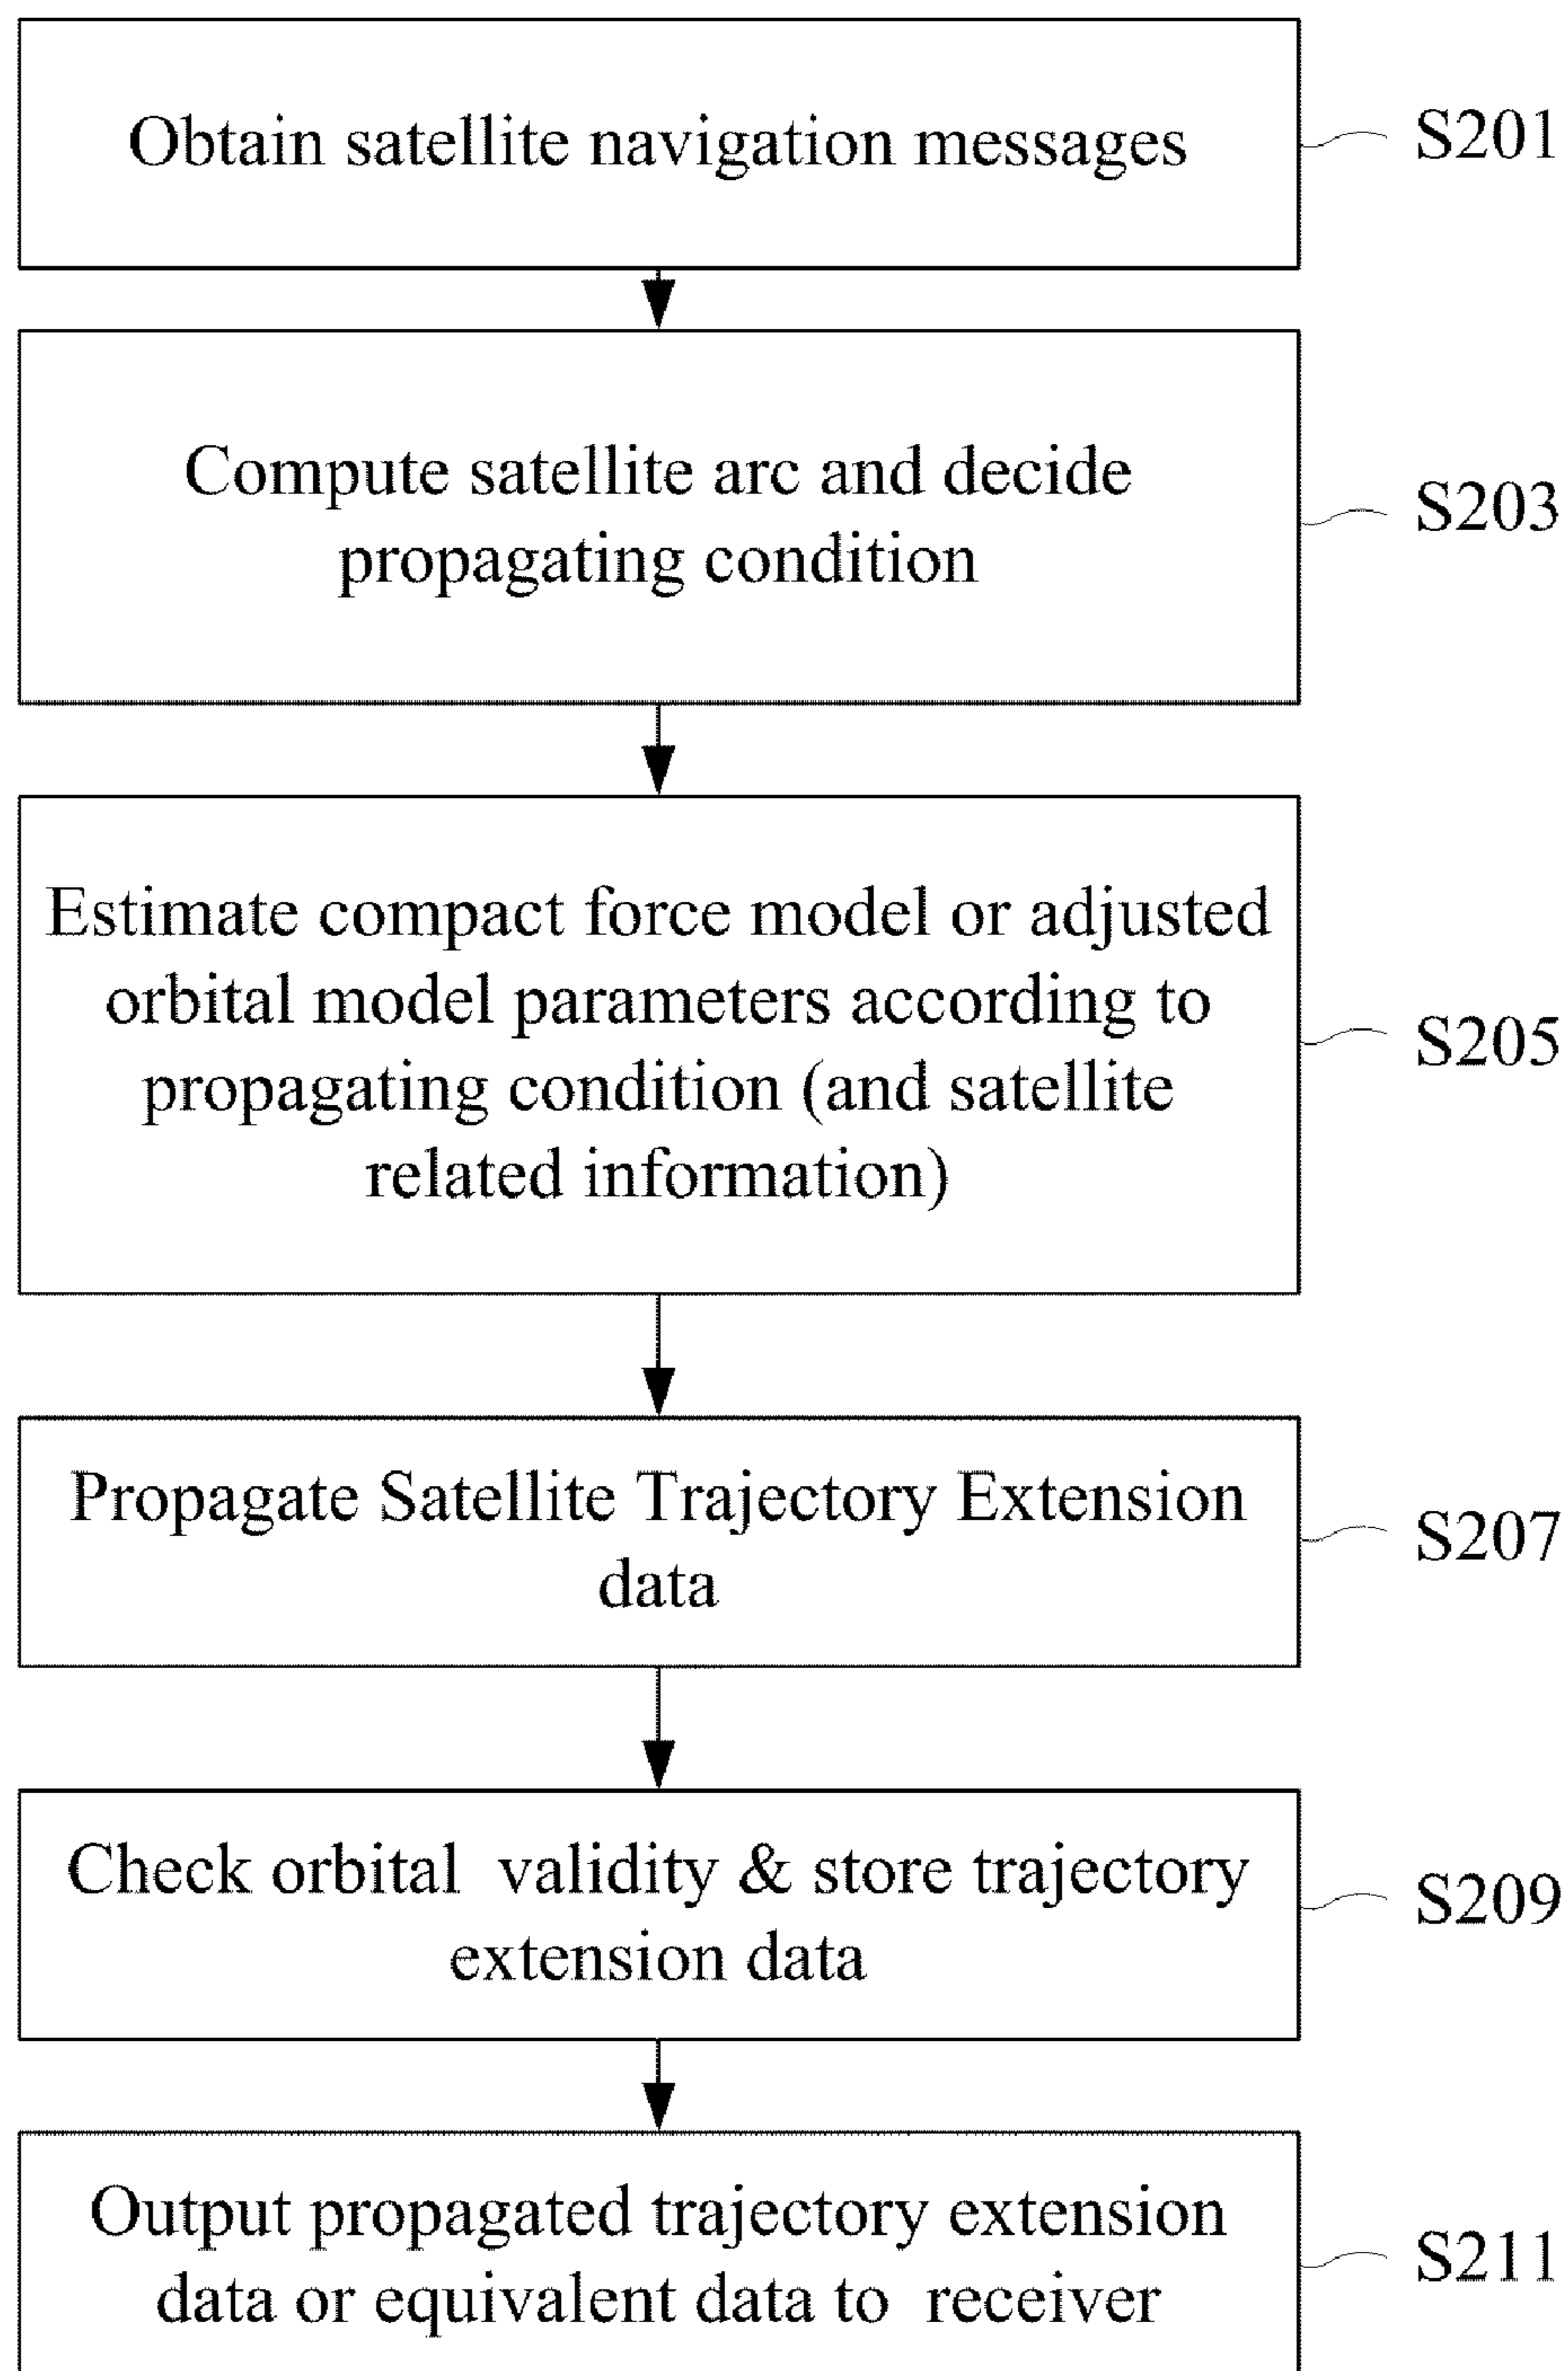 Obtain satellite navigation messages
S201
Compute satellite arc and decide
propagating condition
S203
Estimate compact force model or adjusted
orbital model parameters according to
propagating condition (and satellite
related information)
S205
Propagate Satellite Trajectory Extension
data
S207
Check orbital validity & store trajectory
extension data
S209
Output propagated trajectory extension
data or equivalent data to receiver
S211